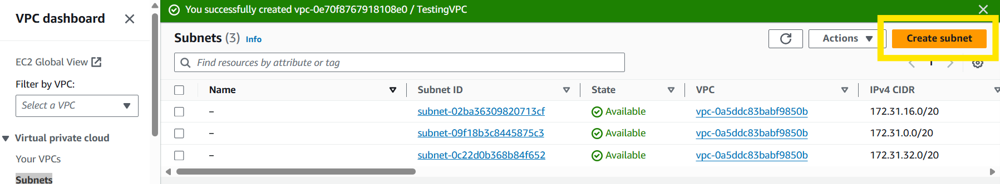 VPC dashboard
EC2 Global View
Filter by VPC:
Select a VPC
Virtual private cloud
Your VPCs
Subnets
You successfully created vpc-0e70f8767918108e0 / TestingVPC
Subnets (3) Info
Actions
Create subnet
Find resources by attribute or tag
1
Name Subnet ID State VPC IPv4 CIDR
– subnet-02ba36309820713cf Available vpc-0a5ddc83babf9850b 172.31.16.0/20
– subnet-09f18b3c8445875c3 Available vpc-0a5ddc83babf9850b 172.31.0.0/20
– subnet-0c22d0b368b84f652 Available vpc-0a5ddc83babf9850b 172.31.32.0/20